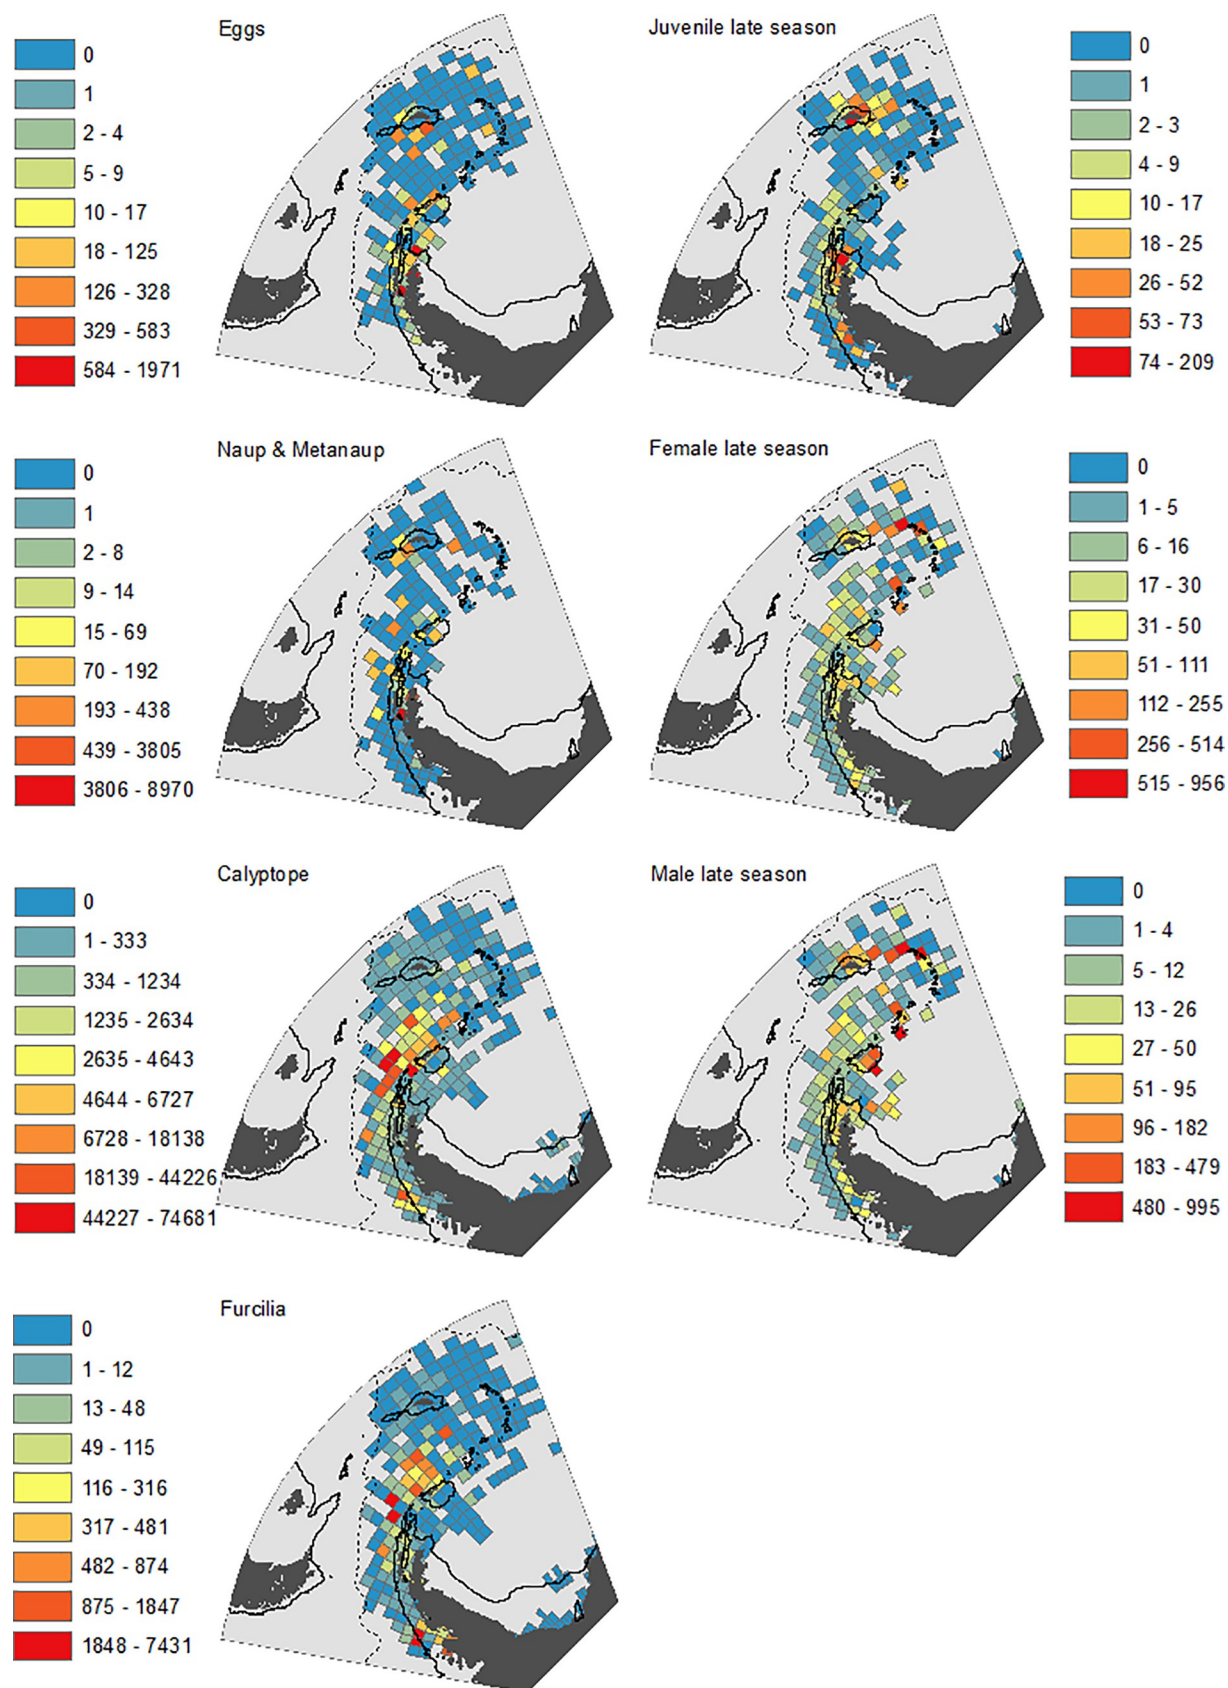 Eggs
0
1
2 - 4
5 - 9
10 - 17
18 - 125
126 - 328
329 - 583
584 - 1971
Juvenile late season
0
1
2 - 3
4 - 9
10 - 17
18 - 25
26 - 52
53 - 73
74 - 209
Naup & Metanaup
0
1
2 - 8
9 - 14
15 - 69
70 - 192
193 - 438
439 - 3805
3806 - 8970
Female late season
0
1 - 5
6 - 16
17 - 30
31 - 50
51 - 111
112 - 255
256 - 514
515 - 956
Calyptope
0
1 - 333
334 - 1234
1235 - 2634
2635 - 4643
4644 - 6727
6728 - 18138
18139 - 44226
44227 - 74681
Male late season
0
1 - 4
5 - 12
13 - 26
27 - 50
51 - 95
96 - 182
183 - 479
480 - 995
Furcilia
0
1 - 12
13 - 48
49 - 115
116 - 316
317 - 481
482 - 874
875 - 1847
1848 - 7431